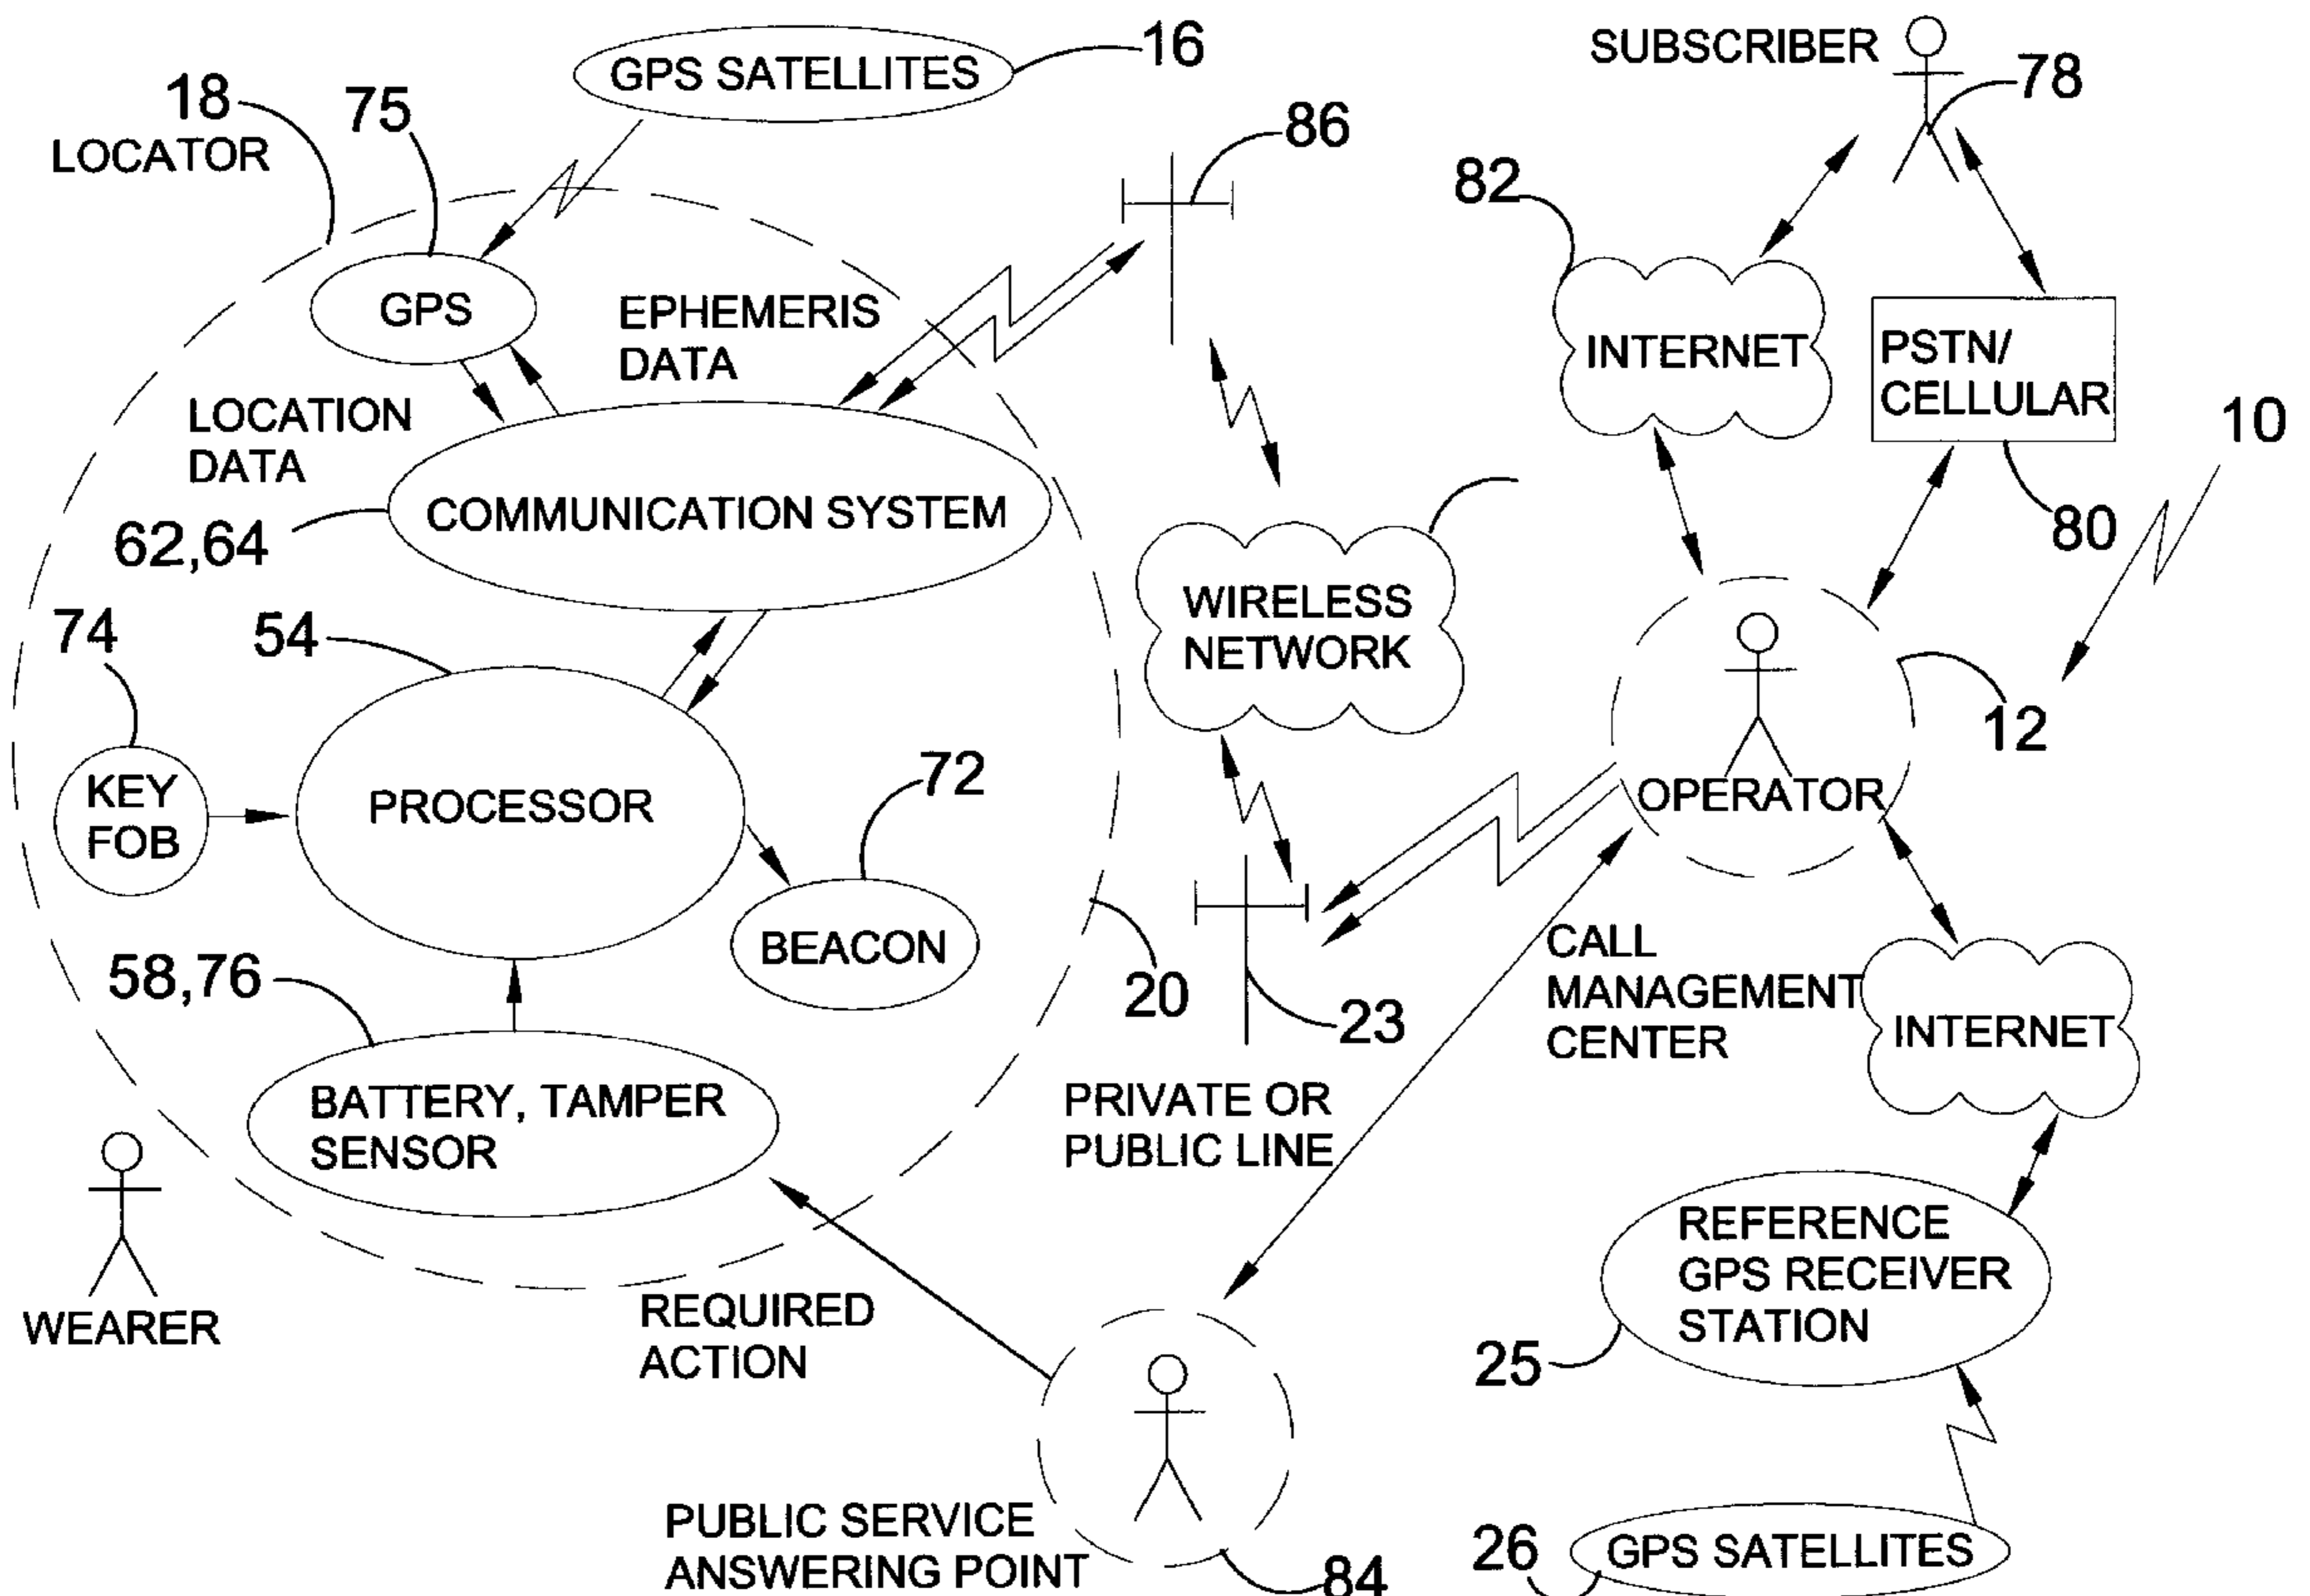 16
GPS SATELLITES
SUBSCRIBER
78
18
LOCATOR
75
86
82
GPS
EPHEMERIS
DATA
INTERNET
PSTN/
CELLULAR
10
LOCATION
DATA
COMMUNICATION SYSTEM
62,64
80
WIRELESS
NETWORK
74
54
12
KEY
FOB
PROCESSOR
72
OPERATOR
BEACON
58,76
20
23
CALL
MANAGEMENT
CENTER
INTERNET
BATTERY, TAMPER
SENSOR
PRIVATE OR
PUBLIC LINE
REFERENCE
GPS RECEIVER
STATION
WEARER
REQUIRED
ACTION
25
PUBLIC SERVICE
ANSWERING POINT
84
26
GPS SATELLITES